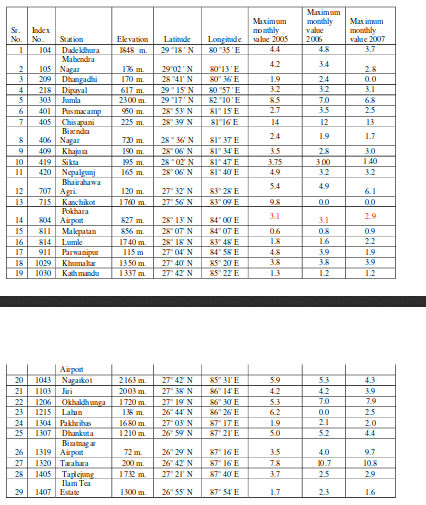 Sr. No. Index No. Station Elevation Latitude Longitude Maximum monthly value 2005 Maximum monthly value 2006 Maximum monthly value 2007
1 104 Dadeldhura 1848 m. 29°18' N 80°35' E 4.4 4.8 3.7
2 105 Mahendra Nagar 176 m. 29°02' N 80°13' E 4.2 3.4 2.8
3 209 Dhangadhi 170 m. 28°41' N 80° 36' E 1.9 2.4 0.0
4 218 Dipayal 617 m. 29° 15' N 80°57' E 3.2 3.2 3.1
5 303 Jumla 2300 m. 29°17' N 82°10' E 8.5 7.0 6.8
6 401 Pusmacamp 950 m. 28° 53' N 81° 15' E 2.7 3.5 2.5
7 405 Chisapani 225 m. 28° 39' N 81°16' E 14 12 13
8 406 Birendra Nagar 720 m. 28° 36' N 81° 37' E 2.4 1.9 1.7
9 409 Khajura 190 m. 28° 06' N 81° 34' E 3.5 2.8 3.0
10 419 Sikta 195 m. 28° 02' N 81° 47' E 3.75 3.00 1.40
11 420 Nepalgunj 165 m. 28° 06' N 81° 40' E 4.9 3.2 3.2
12 707 Bhairahawa Agri. 120 m. 27° 32' N 83° 28' E 5.4 4.9 6.1
13 715 Kanchikot 1760 m. 27° 56' N 83° 09' E 9.8 0.0 0.0
14 804 Pokhara Airport 827 m. 28° 13' N 84° 00' E 3.1 3.1 2.9
15 811 Malepatan 856 m. 28° 07' N 84° 07' E 0.6 0.8 0.9
16 814 Lumle 1740 m. 28° 18' N 83° 48' E 1.8 1.6 2.2
17 911 Parwanipur 115 m 27° 04' N 84° 58' E 4.8 3.9 1.9
18 1029 Khumaltar 1350 m. 27° 40' N 85° 20' E 3.8 3.8 3.9
19 1030 Kathmandu 1337 m. 27° 42' N 85° 22' E 1.3 1.2 1.2
Airport
20 1043 Nagarkot 2163 m. 27° 42' N 85° 31' E 5.9 5.3 4.3
21 1103 Jiri 2003 m. 27° 38' N 86° 14' E 4.2 4.2 3.9
22 1206 Okhaldhunga 1720 m. 27° 19' N 86° 30' E 5.3 7.0 7.9
23 1215 Lahan 138 m. 26° 44' N 86° 26' E 6.2 0.0 2.5
24 1304 Pakhribas 1680 m. 27° 03' N 87° 17' E 1.9 2.1 2.0
25 1307 Dhankuta 1210 m. 26° 59' N 87° 21' E 5.0 5.2 4.4
26 1319 Biratnagar Airport 72 m. 26° 29' N 87° 16' E 3.5 4.0 9.7
27 1320 Tarahara 200 m. 26° 42' N 87° 16' E 7.8 10.7 10.8
28 1405 Taplejung 1732 m. 27° 21' N 87° 40' E 3.7 2.5 2.9
29 1407 Ilam Tea Estate 1300 m. 26° 55' N 87° 54' E 1.7 2.3 1.6